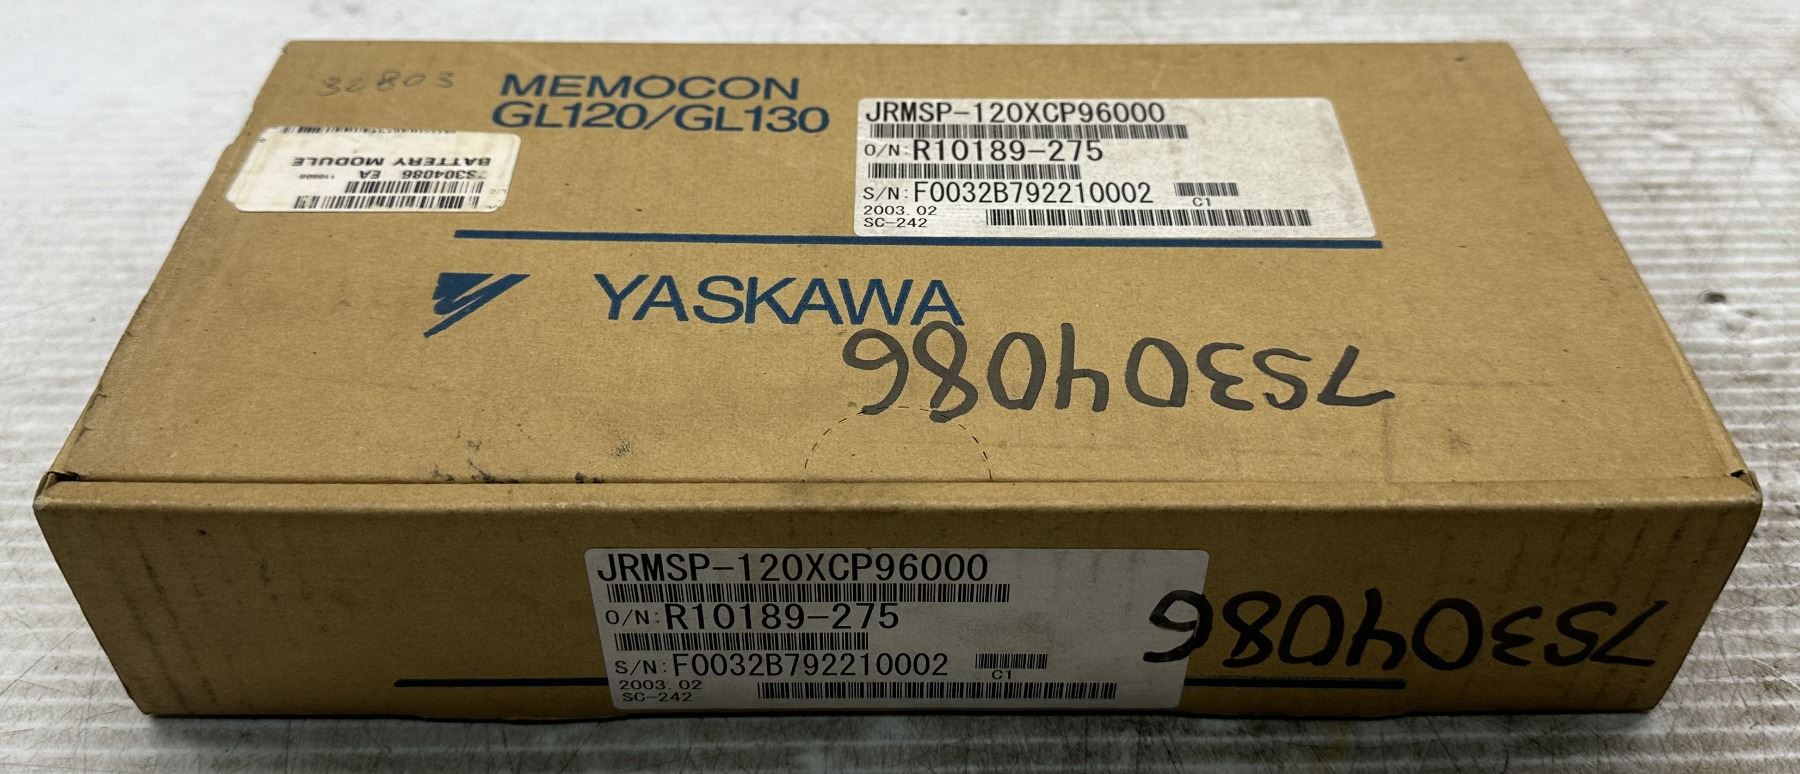 32803
MEMOCON
GL120/GL130
JRMSP-120XCP96000
O/N: R10189-275
S/N: F0032B792210002
C1
2003. 02
SC-242
BATTERY MODULE
7S304086 EA
YASKAWA
7S304086
JRMSP-120XCP96000
O/N: R10189-275
S/N: F0032B792210002
C1
2003. 02
SC-242
7S304086